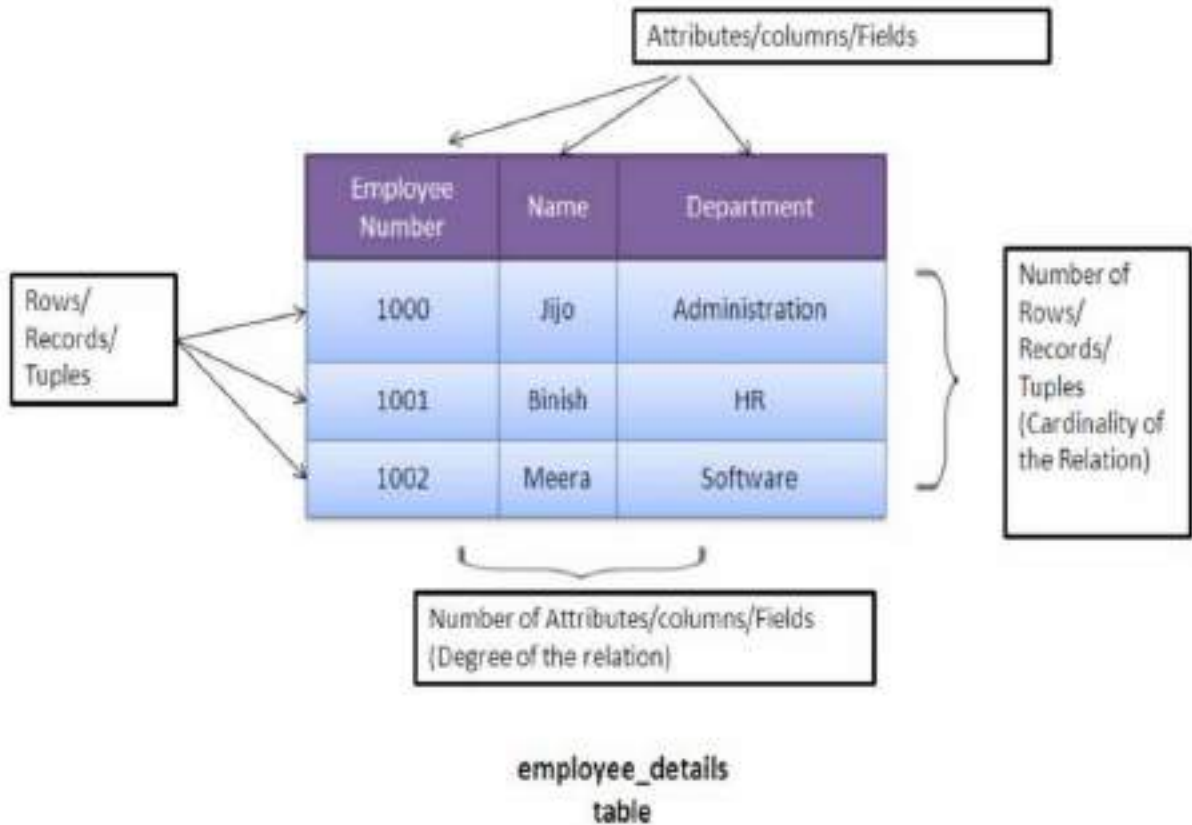 Attributes/columns/Fields
Employee
Number
Name
Department
Rows/
Records/
Tuples
1000
Jijo
Administration
1001
Binish
HR
1002
Meera
Software
Number of
Rows/
Records/
Tuples
(Cardinality of
the Relation)
Number of Attributes/columns/Fields
(Degree of the relation)
employee_details
table